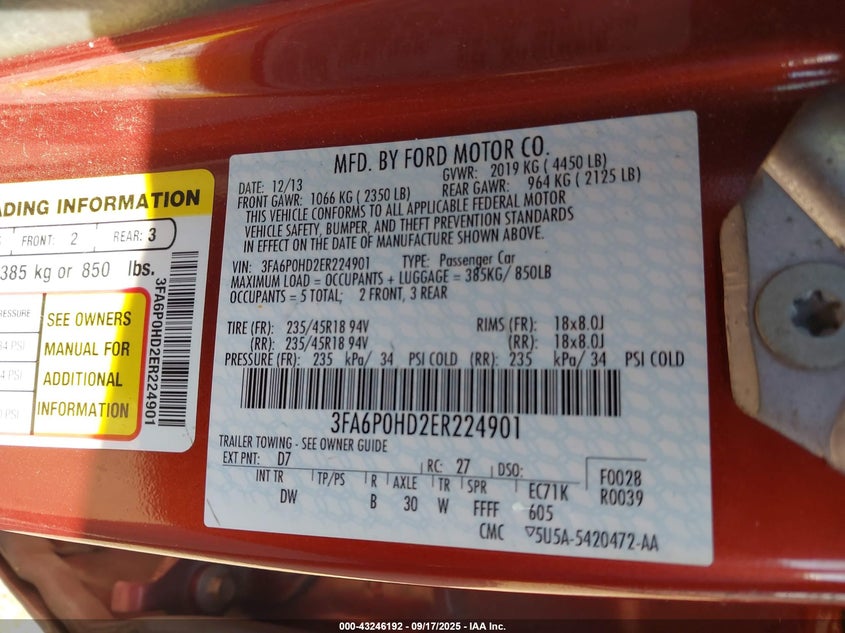 MFD. BY FORD MOTOR CO.
DATE: 12/13 GVWR: 2019 KG ( 4450 LB)
FRONT GAWR: 1066 KG ( 2350 LB) REAR GAWR: 964 KG ( 2125 LB)
THIS VEHICLE CONFORMS TO ALL APPLICABLE FEDERAL MOTOR
VEHICLE SAFETY, BUMPER, AND THEFT PREVENTION STANDARDS
IN EFFECT ON THE DATE OF MANUFACTURE SHOWN ABOVE.
VIN: 3FA6P0HD2ER224901 TYPE: Passenger Car
MAXIMUM LOAD = OCCUPANTS + LUGGAGE = 385KG/ 850LB
OCCUPANTS = 5 TOTAL; 2 FRONT, 3 REAR
TIRE (FR): 235/45R18 94V RIMS (FR): 18x8.0J
(RR): 235/45R18 94V (RR): 18x8.0J
PRESSURE (FR): 235 kPa/ 34 PSI COLD (RR): 235 kPa/ 34 PSI COLD
3FA6P0HD2ER224901
TRAILER TOWING - SEE OWNER GUIDE
EXT PNT: D7 RC: 27 DSO: F0028
INT TR TP/PS R AXLE TR SPR EC71K R0039
DW B 30 W FFFF 605
CMC ▽5U5A-5420472-AA
ADING INFORMATION
FRONT: 2 REAR: 3
385 kg or 850 lbs.
PRESSURE
SEE OWNERS
MANUAL FOR
ADDITIONAL
INFORMATION
3FA6P0HD2ER224901
000-43246192 - 09/17/2025 - IAA Inc.